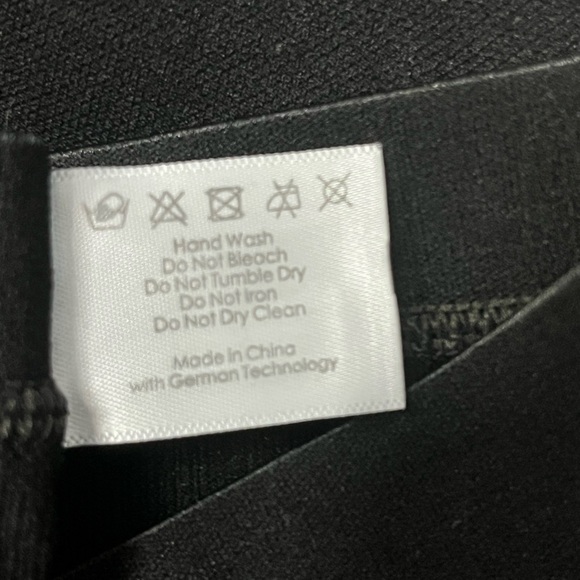 Hand Wash
Do Not Bleach
Do Not Tumble Dry
Do Not Iron
Do Not Dry Clean
Made in China
with German Technology